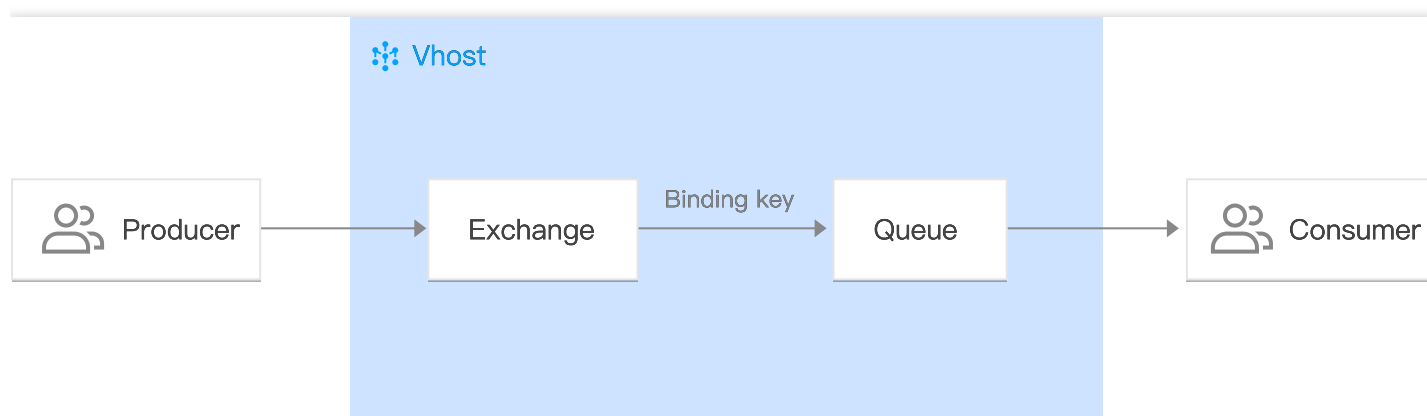 Vhost
Producer
Exchange
Binding key
Queue
Consumer